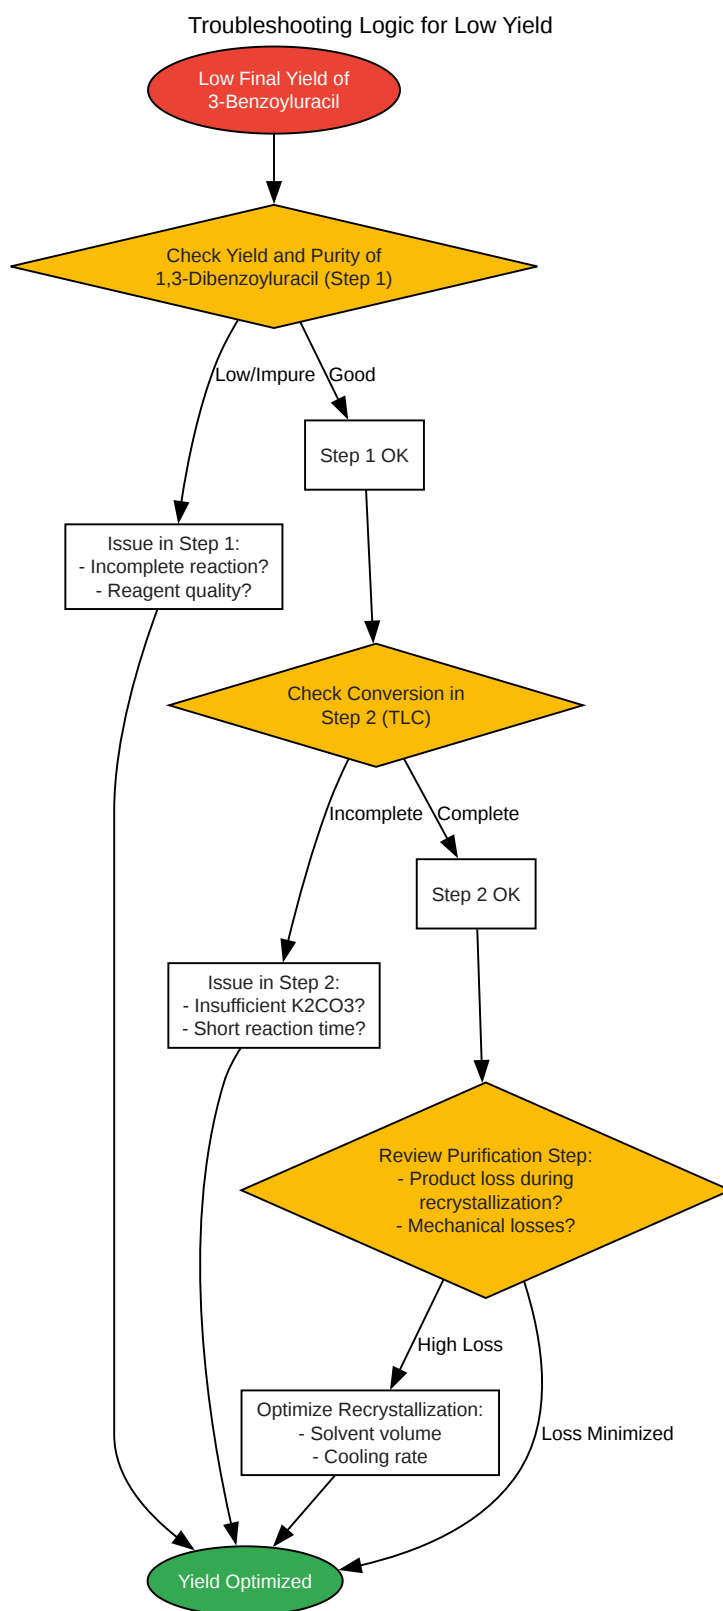 Troubleshooting Logic for Low Yield
Low Final Yield of
3-Benzoyluracil
Check Yield and Purity of
1,3-Dibenzoyluracil (Step 1)
Low/Impure
Good
Step 1 OK
Issue in Step 1:
- Incomplete reaction?
- Reagent quality?
Check Conversion in
Step 2 (TLC)
Incomplete
Complete
Step 2 OK
Issue in Step 2:
- Insufficient K2CO3?
- Short reaction time?
Review Purification Step:
- Product loss during
recrystallization?
- Mechanical losses?
High Loss
Optimize Recrystallization:
- Solvent volume
- Cooling rate
Loss Minimized
Yield Optimized